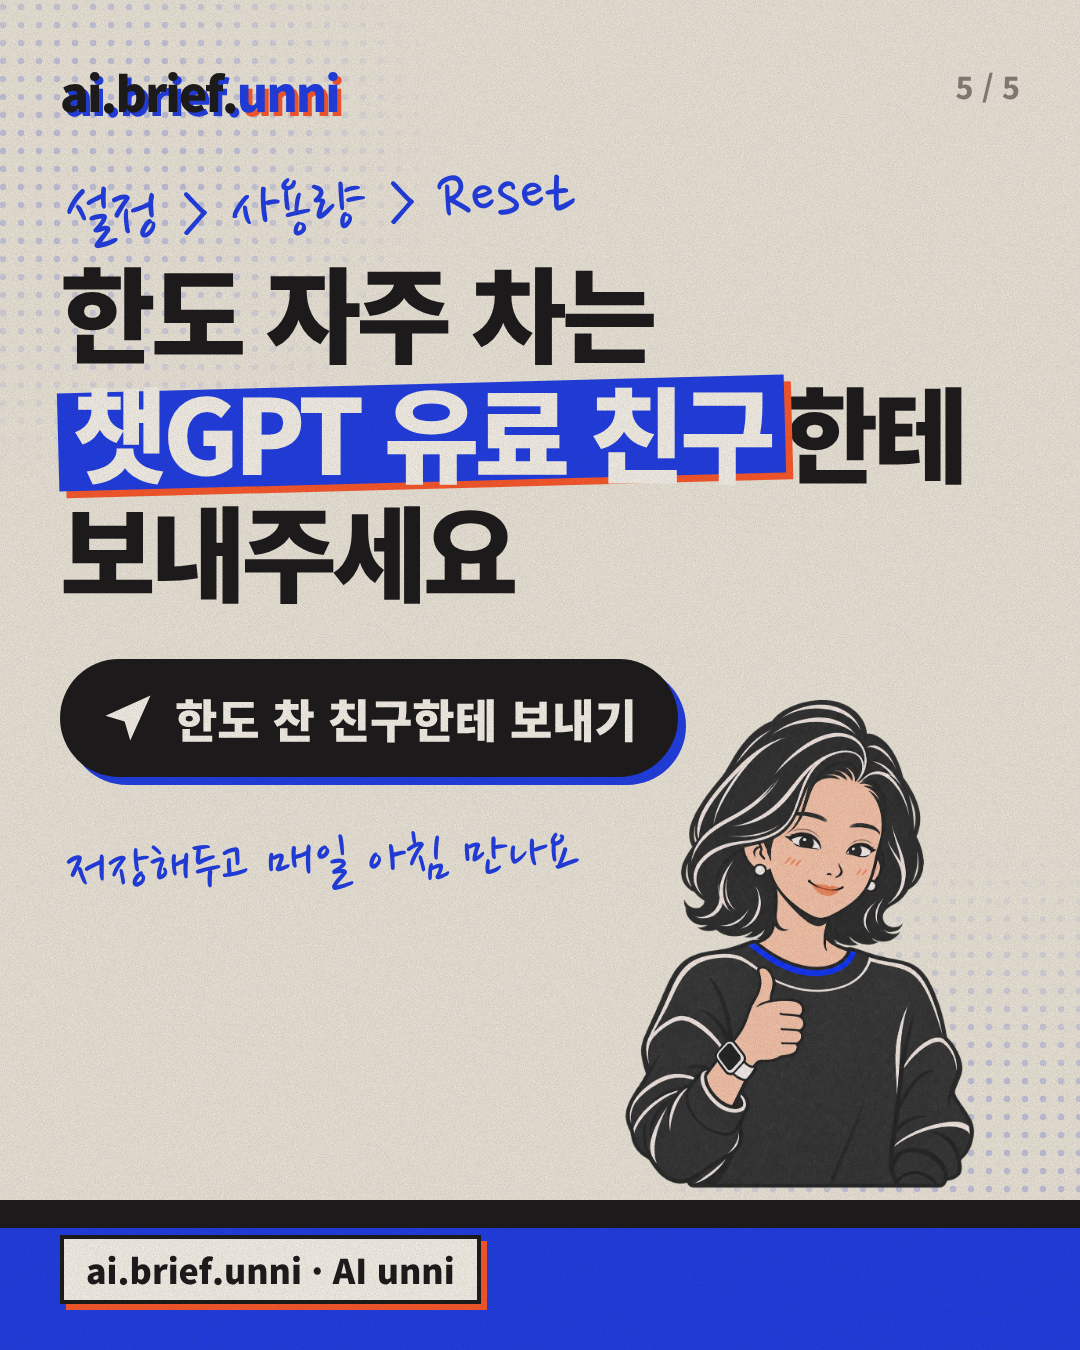 ai.brief.unni
5 / 5
설정 > 사용량 > Reset
한도 자주 차는
챗GPT 유료 친구한테
보내주세요
한도 찬 친구한테 보내기
저장해두고 매일 아침 만나요
ai.brief.unni · AI unni